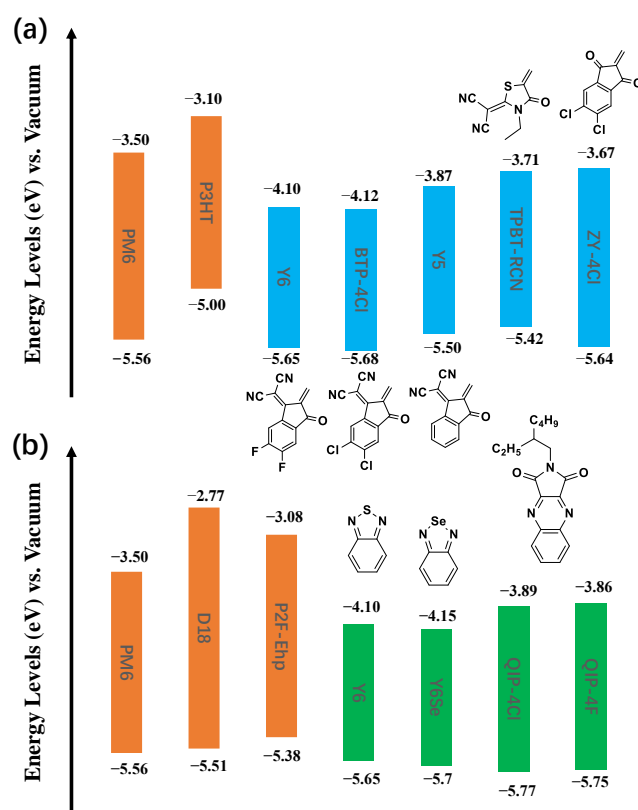 (a)
Energy Levels (eV) vs. Vacuum
−3.50
PM6
−5.56
−3.10
P3HT
−5.00
−4.10
Y6
−5.65
−4.12
BTP-4Cl
−5.68
−3.87
Y5
−5.50
CN
CN
S
N
O
−3.71
TPBT-RCN
−5.42
O
O
Cl
Cl
−3.67
ZY-4Cl
−5.64
CN
NC
O
F
F
CN
NC
O
Cl
Cl
CN
NC
O
(b)
Energy Levels (eV) vs. Vacuum
−3.50
PM6
−5.56
−2.77
D18
−5.51
−3.08
P2F-Ehp
−5.38
S
N
N
−4.10
Y6
−5.65
Se
N
N
−4.15
Y6Se
−5.7
−3.89
QIP-4Cl
−5.77
C4H9
C2H5
N
O
O
N
N
−3.86
QIP-4F
−5.75